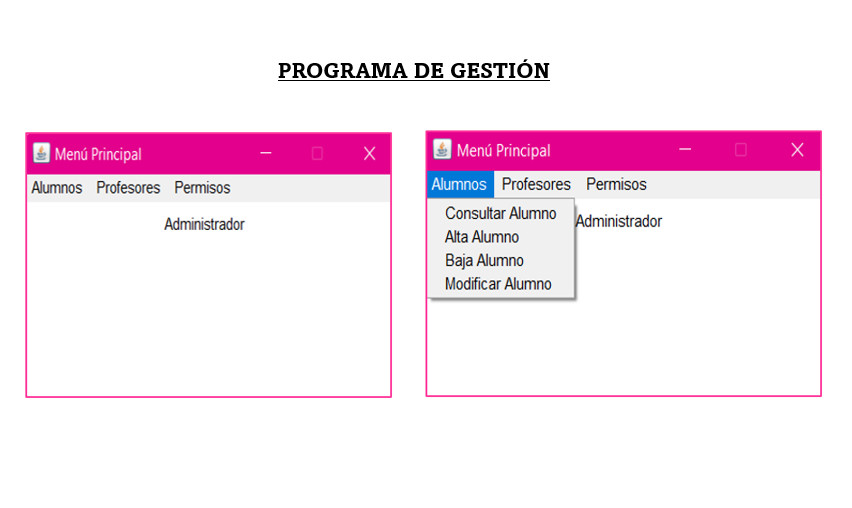 PROGRAMA DE GESTIÓN
Menú Principal
Alumnos Profesores Permisos
Administrador
Menú Principal
Alumnos Profesores Permisos
Consultar Alumno
Administrador
Alta Alumno
Baja Alumno
Modificar Alumno